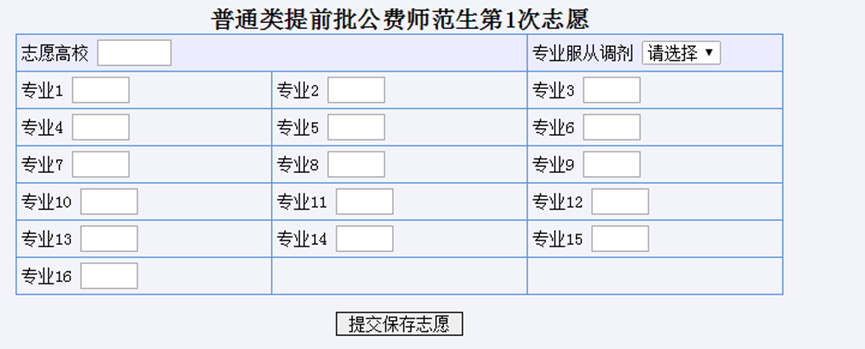 普通类提前批公费师范生第1次志愿
志愿高校 专业服从调剂 请选择
专业1 专业2 专业3
专业4 专业5 专业6
专业7 专业8 专业9
专业10 专业11 专业12
专业13 专业14 专业15
专业16
提交保存志愿